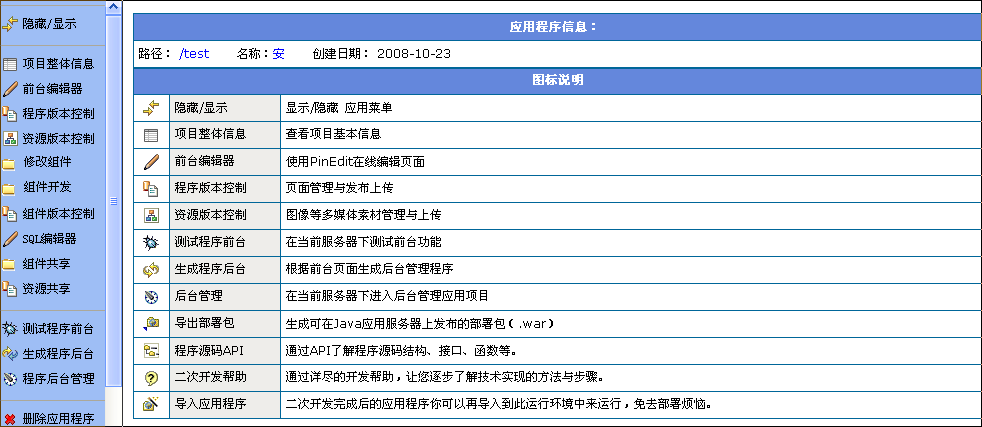 隐藏/显示
项目整体信息
前台编辑器
程序版本控制
资源版本控制
修改组件
组件开发
组件版本控制
SQL编辑器
组件共享
资源共享
测试程序前台
生成程序后台
程序后台管理
删除应用程序
应用程序信息：
路径： /test 名称：安 创建日期： 2008-10-23
图标说明
隐藏/显示 显示/隐藏 应用菜单
项目整体信息 查看项目基本信息
前台编辑器 使用PinEdit在线编辑页面
程序版本控制 页面管理与发布上传
资源版本控制 图像等多媒体素材管理与上传
测试程序前台 在当前服务器下测试前台功能
生成程序后台 根据前台页面生成后台管理程序
后台管理 在当前服务器下进入后台管理应用项目
导出部署包 生成可在Java应用服务器上发布的部署包（.war）
程序源码API 通过API了解程序源码结构、接口、函数等。
二次开发帮助 通过详尽的开发帮助，让您逐步了解技术实现的方法与步骤。
导入应用程序 二次开发完成后的应用程序你可以再导入到此运行环境中来运行，免去部署烦恼。